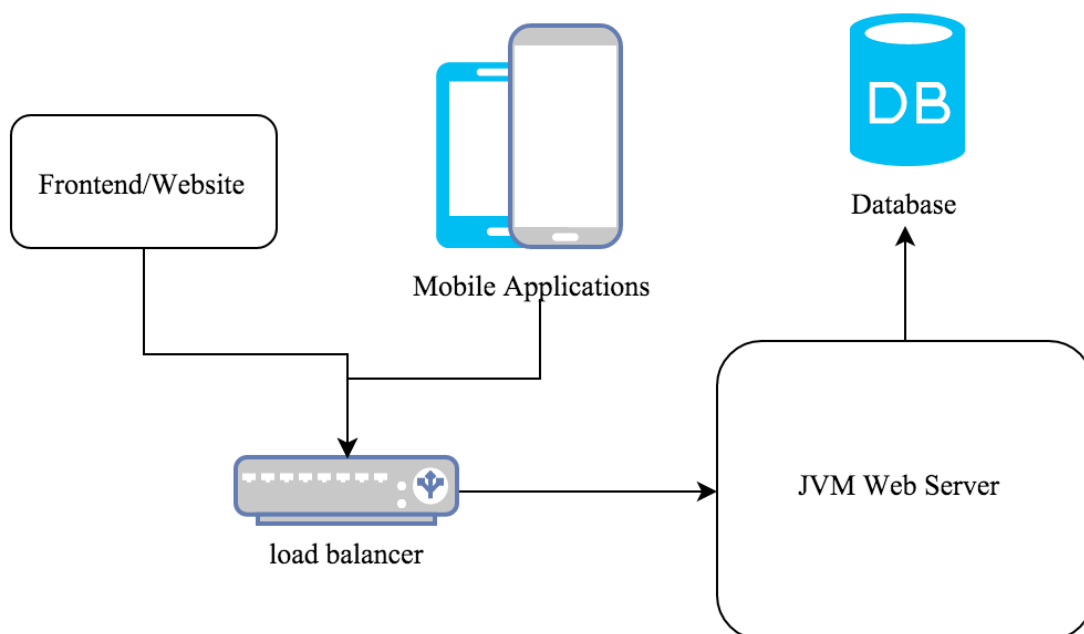 Frontend/Website
Mobile Applications
DB
Database
load balancer
JVM Web Server